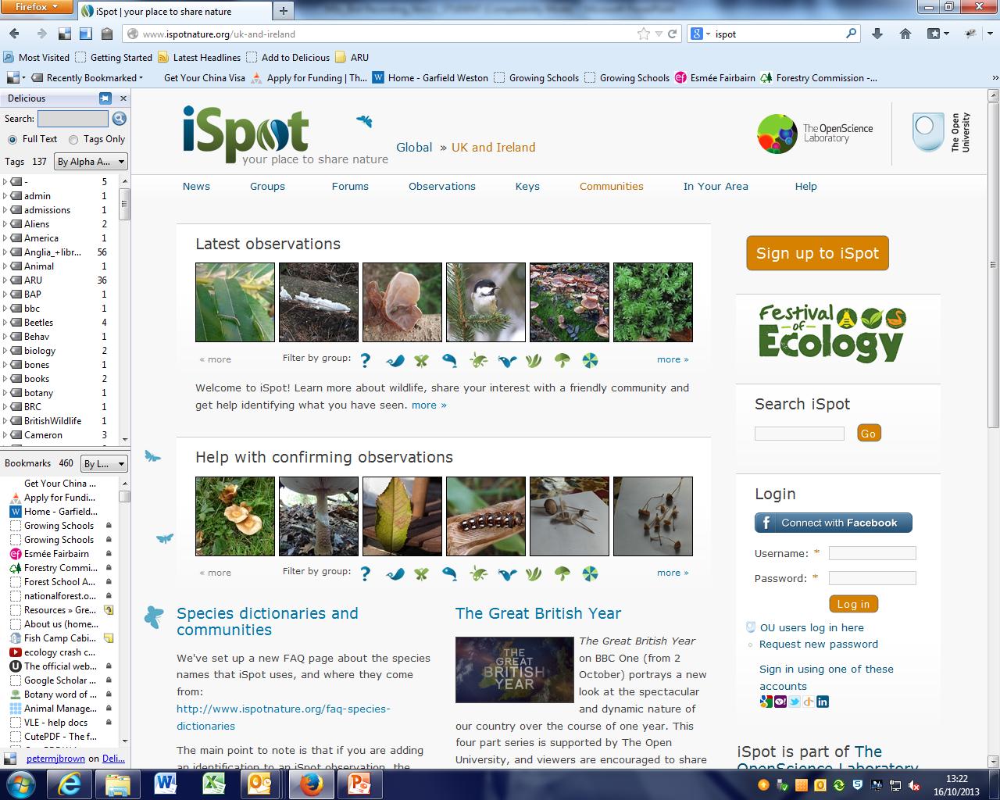 Firefox
iSpot | your place to share nature
www.ispotnature.org/uk-and-ireland
ispot
Most Visited Getting Started Latest Headlines Add to Delicious ARU
Recently Bookmarked Get Your China Visa Apply for Funding | Th... Home - Garfield Weston Growing Schools Growing Schools Esmée Fairbairn Forestry Commission -...
Delicious
Search:
Full Text Tags Only
Tags 137 By Alpha A...
- 5
admin 1
admissions 1
Aliens 2
America 1
Anglia_+libr... 56
Animal 1
ARU 36
BAP 1
bbc 1
Beetles 4
Behav 1
biology 2
bones 1
books 2
botany 1
BRC 1
BritishWildlife 1
Cameron 3
Bookmarks 460 By L...
Get Your China ...
Apply for Fundi...
Home - Garfield...
Growing Schools
Growing Schools
Esmée Fairbairn
Forestry Commi...
Forest School A...
nationalforest.o...
Resources » Gre...
About us (home...
Fish Camp Cabi...
ecology crash c...
The official web...
Google Scholar ...
Botany word of ...
Animal Manage...
VLE - help docs
CutePDF - The f...
petermjbrown on Deli...
iSpot
your place to share nature
Global » UK and Ireland
The OpenScience
Laboratory
The Open
University
News Groups Forums Observations Keys Communities In Your Area Help
Latest observations
« more Filter by group: ? more »
Welcome to iSpot! Learn more about wildlife, share your interest with a friendly community and
get help identifying what you have seen. more »
Help with confirming observations
« more Filter by group: ? more »
Species dictionaries and
communities
We've set up a new FAQ page about the species
names that iSpot uses, and where they come
from:
http://www.ispotnature.org/faq-species-
dictionaries
The main point to note is that if you are adding
an identification to an iSpot observation, the
The Great British Year
THE
GREAT
BRITISH
YEAR
The Great British Year
on BBC One (from 2
October) portrays a new
look at the spectacular
and dynamic nature of
our country over the course of one year. This
four part series is supported by The Open
University, and viewers are encouraged to share
Sign up to iSpot
Festival
of
Ecology
Search iSpot
Go
Login
Connect with Facebook
Username: *
Password: *
Log in
OU users log in here
Request new password
Sign in using one of these
accounts
iSpot is part of The
OpenScience Laboratory
13:22
16/10/2013